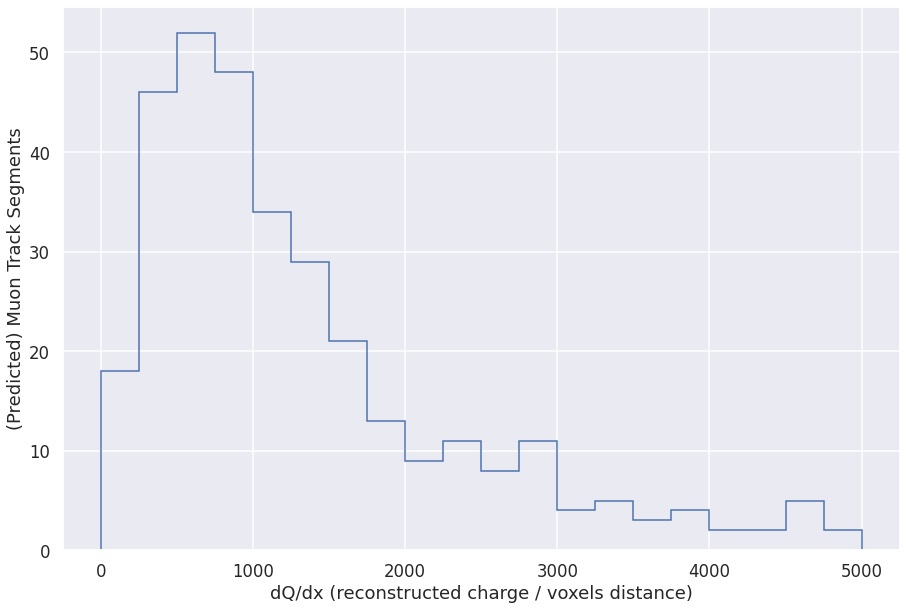 (Predicted) Muon Track Segments
50
40
30
20
10
0
0 1000 2000 3000 4000 5000
dQ/dx (reconstructed charge / voxels distance)